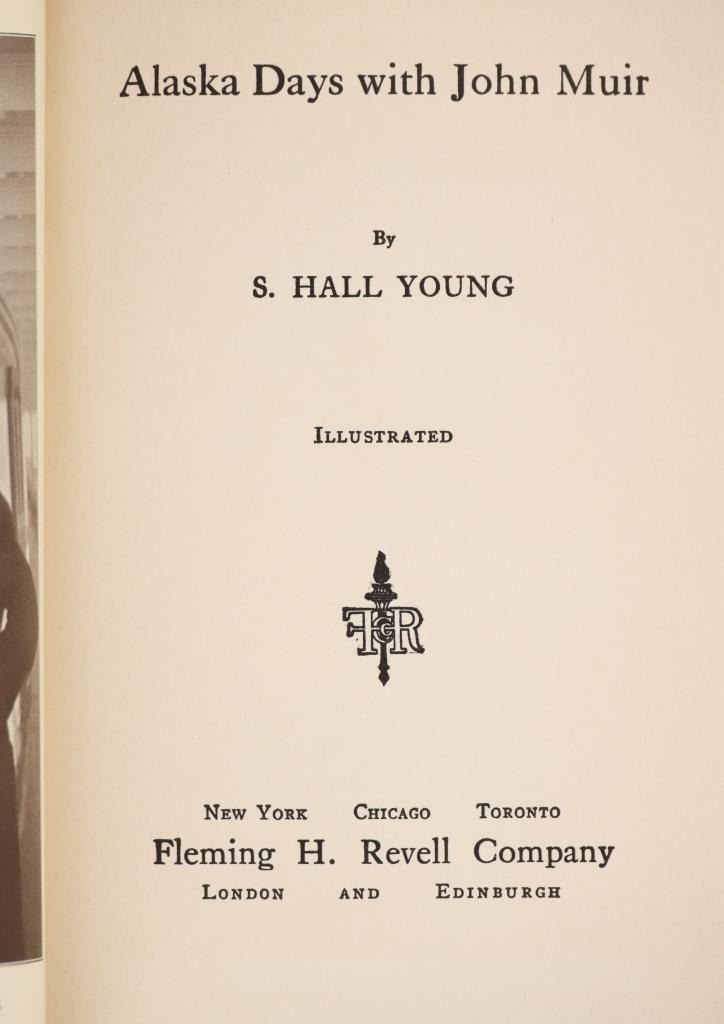 Alaska Days with John Muir
By
S. HALL YOUNG
ILLUSTRATED
NEW YORK CHICAGO TORONTO
Fleming H. Revell Company
LONDON AND EDINBURGH